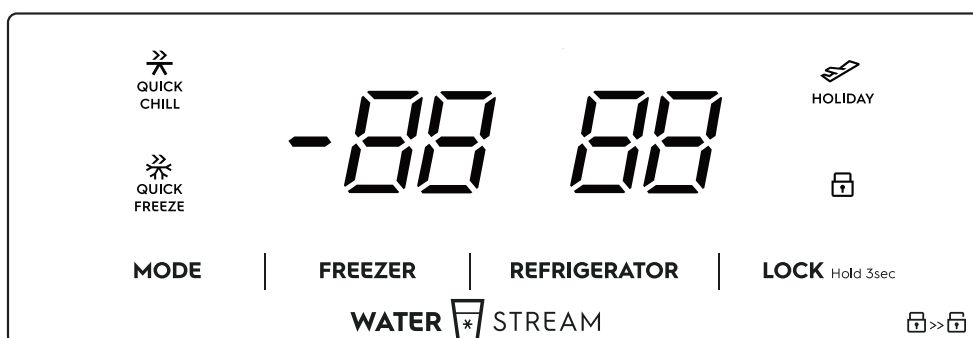 QUICK
CHILL
-88 88
HOLIDAY
QUICK
FREEZE
MODE FREEZER REFRIGERATOR LOCK Hold 3sec
WATER STREAM